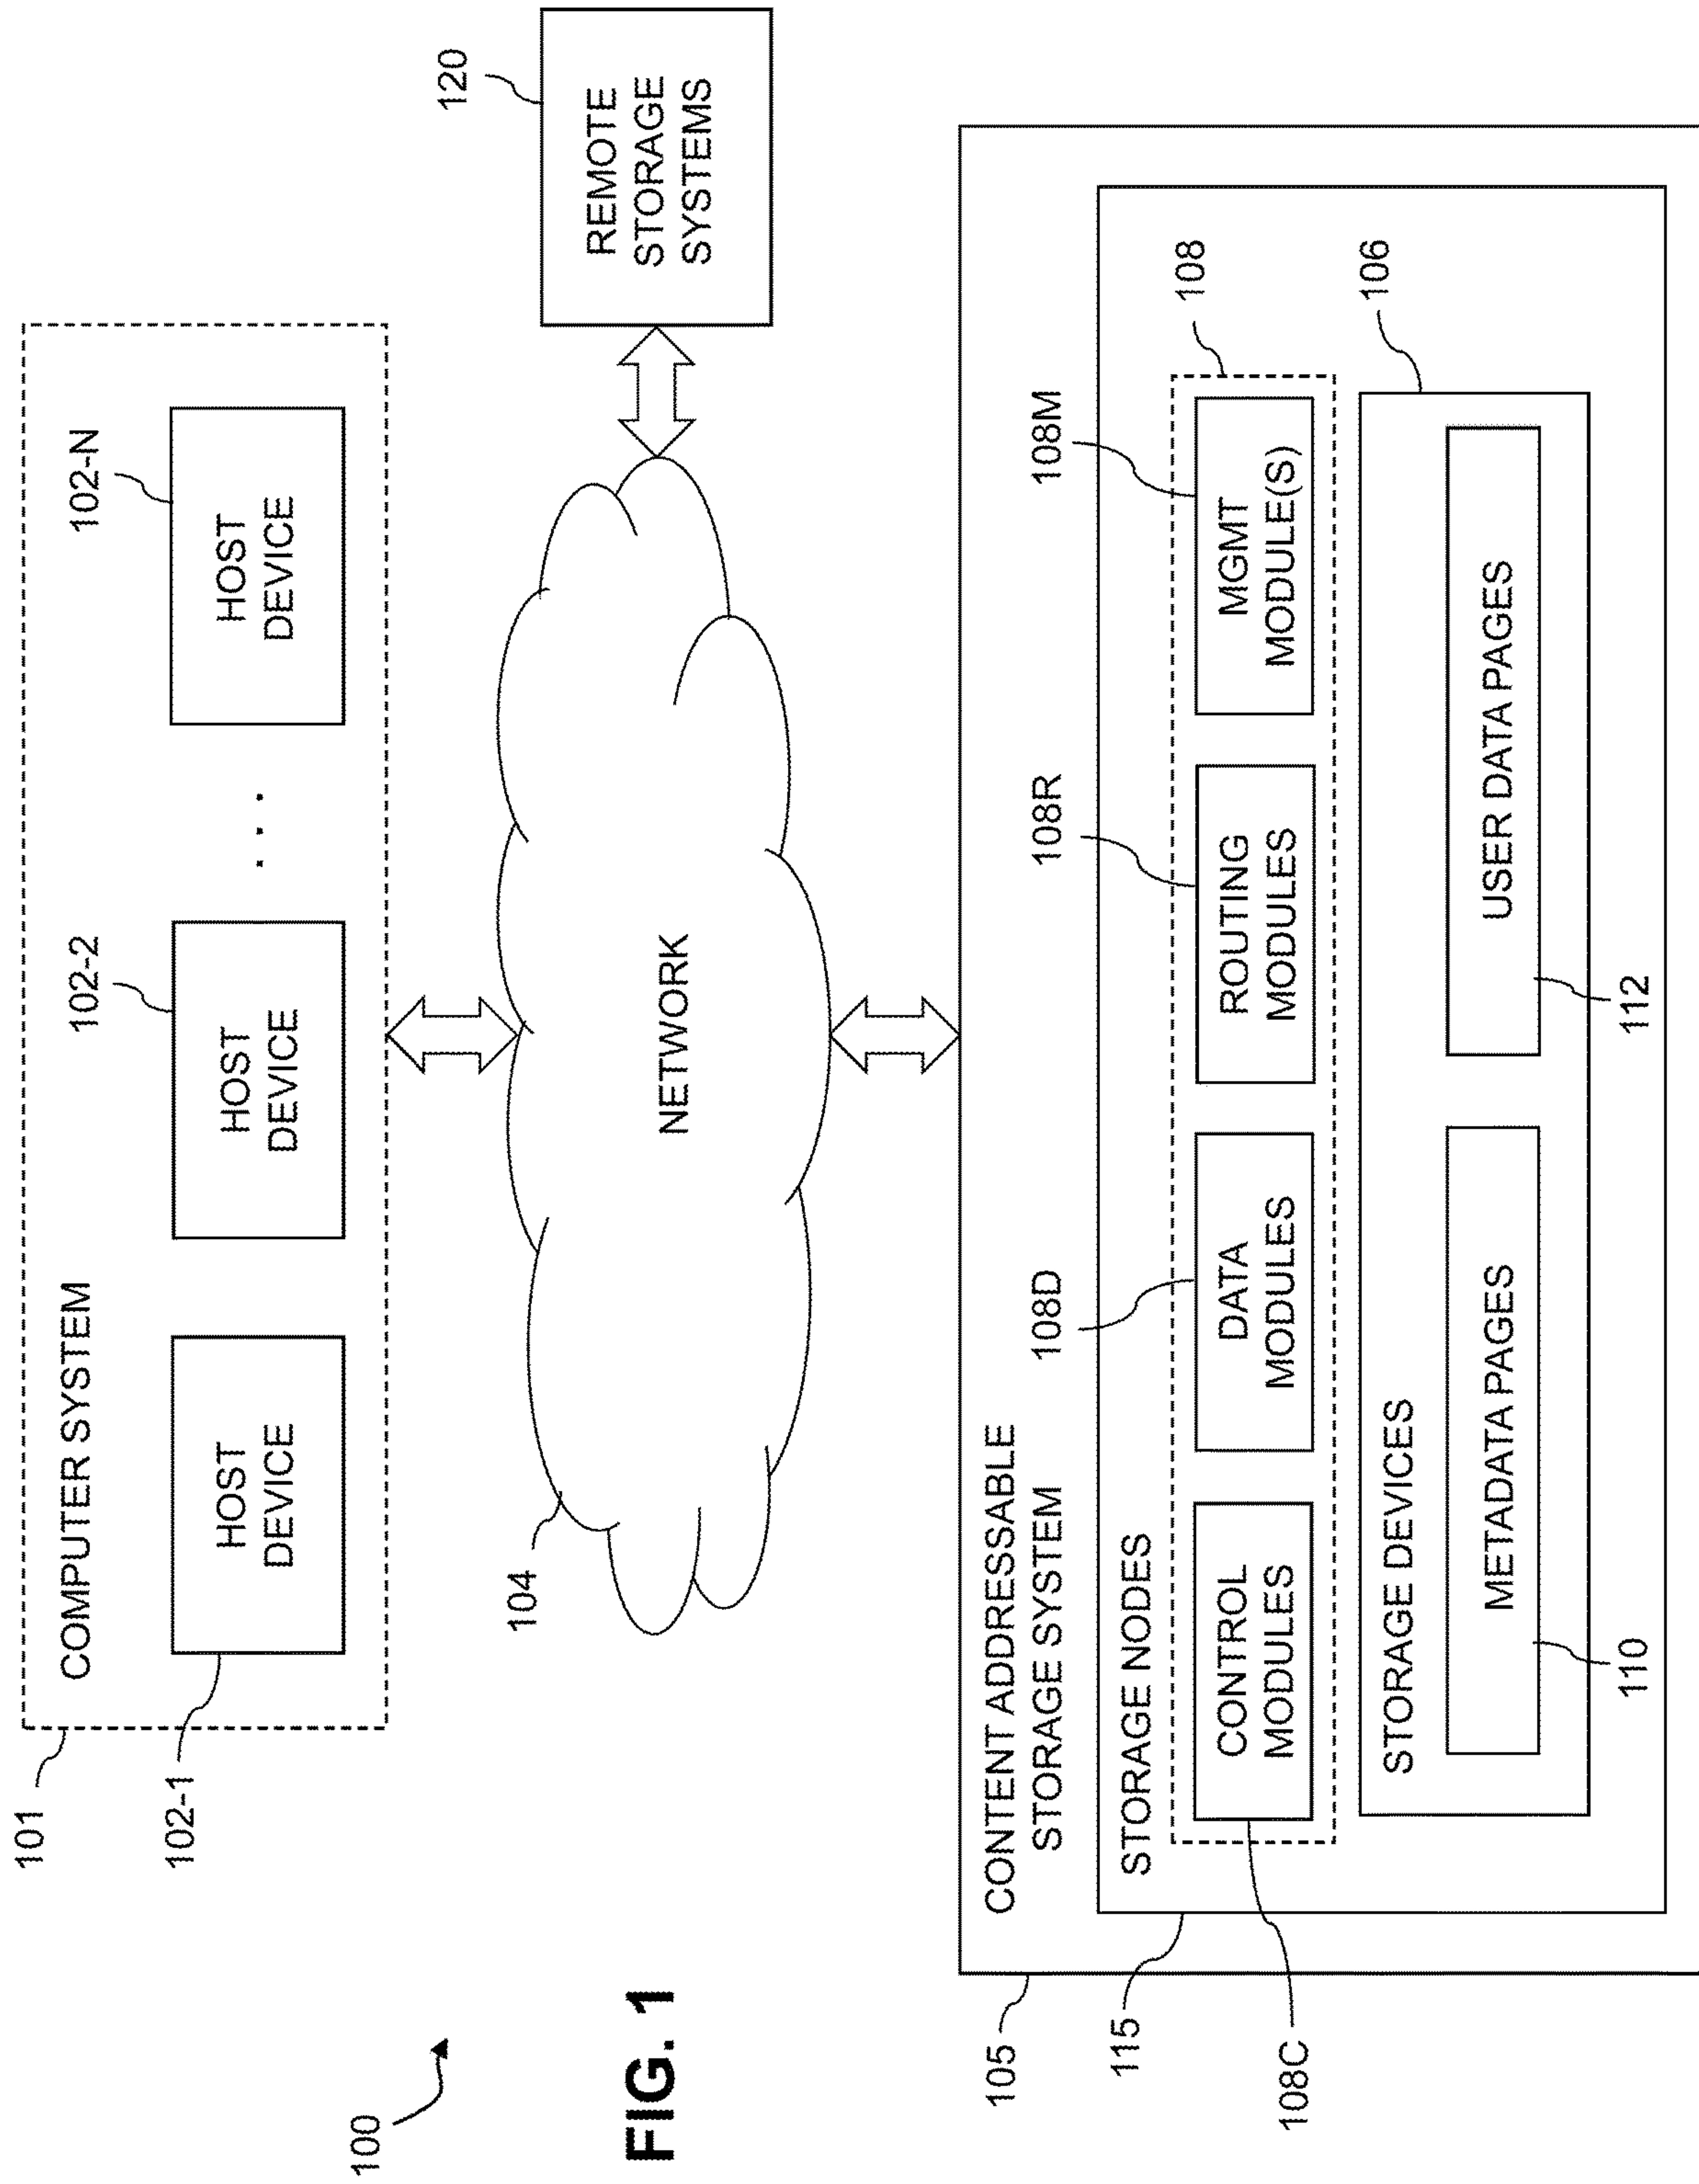 100
101
COMPUTER SYSTEM
102-1
HOST
DEVICE
102-2
HOST
DEVICE
. . .
102-N
HOST
DEVICE
104
NETWORK
120
REMOTE
STORAGE
SYSTEMS
FIG. 1
105
CONTENT ADDRESSABLE
STORAGE SYSTEM
115
STORAGE NODES
108
108C
CONTROL
MODULES
108D
DATA
MODULES
108R
ROUTING
MODULES
108M
MGMT
MODULE(S)
106
STORAGE DEVICES
METADATA PAGES
110
USER DATA PAGES
112